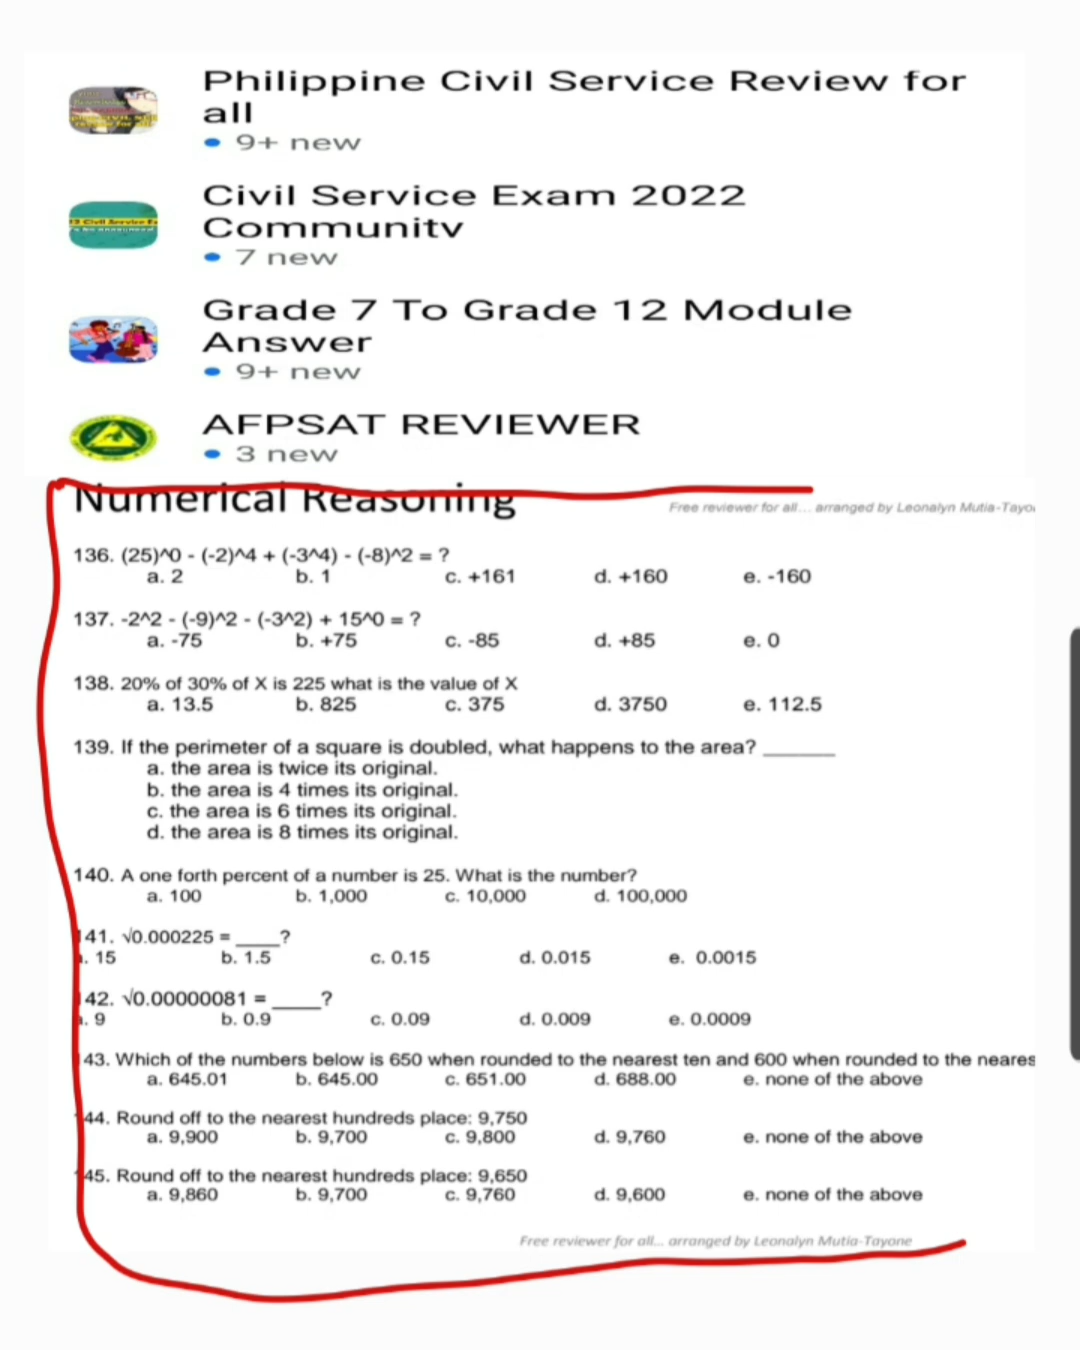 Philippine Civil Service Review for
all
9+ new
Civil Service Exam 2022
Community
7 new
Grade 7 To Grade 12 Module
Answer
9+ new
AFPSAT REVIEWER
3 new
Numerical Reasoning
Free reviewer for all... arranged by Leonalyn Mutia-Tayo
136. (25)^0 - (-2)^4 + (-3^4) - (-8)^2 = ?
a. 2 b. 1 c. +161 d. +160 e. -160
137. -2^2 - (-9)^2 - (-3^2) + 15^0 = ?
a. -75 b. +75 c. -85 d. +85 e. 0
138. 20% of 30% of X is 225 what is the value of X
a. 13.5 b. 825 c. 375 d. 3750 e. 112.5
139. If the perimeter of a square is doubled, what happens to the area? _______
a. the area is twice its original.
b. the area is 4 times its original.
c. the area is 6 times its original.
d. the area is 8 times its original.
140. A one forth percent of a number is 25. What is the number?
a. 100 b. 1,000 c. 10,000 d. 100,000
41. √0.000225 = ____?
. 15 b. 1.5 c. 0.15 d. 0.015 e. 0.0015
42. √0.00000081 = _____?
. 9 b. 0.9 c. 0.09 d. 0.009 e. 0.0009
43. Which of the numbers below is 650 when rounded to the nearest ten and 600 when rounded to the neares
a. 645.01 b. 645.00 c. 651.00 d. 688.00 e. none of the above
44. Round off to the nearest hundreds place: 9,750
a. 9,900 b. 9,700 c. 9,800 d. 9,760 e. none of the above
45. Round off to the nearest hundreds place: 9,650
a. 9,860 b. 9,700 c. 9,760 d. 9,600 e. none of the above
Free reviewer for all... arranged by Leonalyn Mutia-Tayone